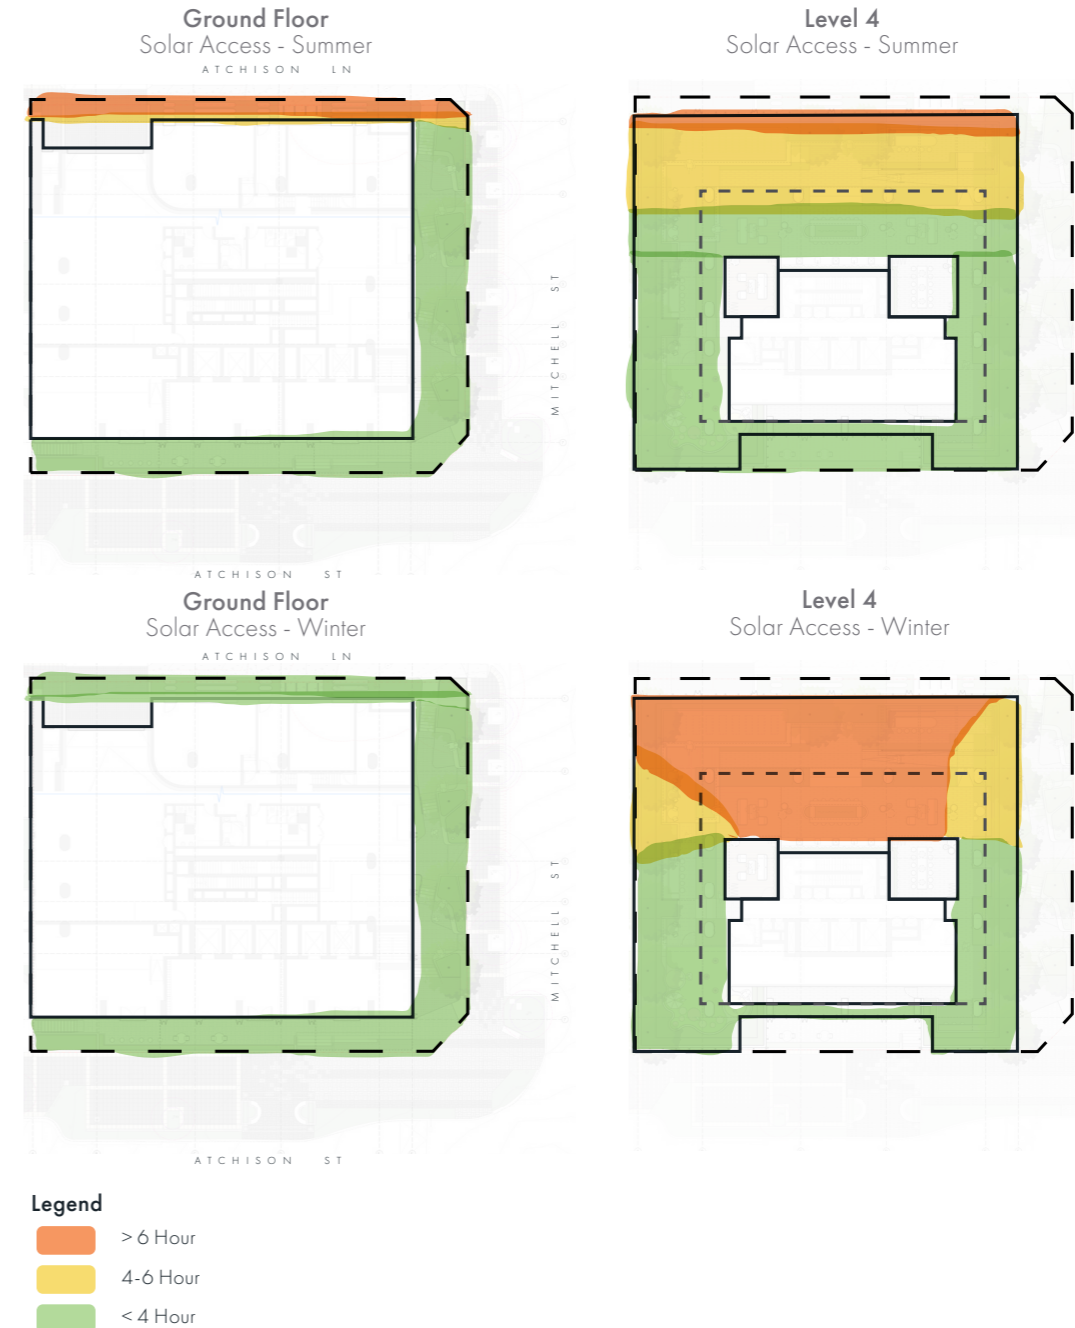 Ground Floor
Solar Access - Summer
ATCHISON LN
MITCHELL ST
ATCHISON ST
Level 4
Solar Access - Summer
Ground Floor
Solar Access - Winter
ATCHISON LN
MITCHELL ST
ATCHISON ST
Level 4
Solar Access - Winter
Legend
> 6 Hour
4-6 Hour
< 4 Hour